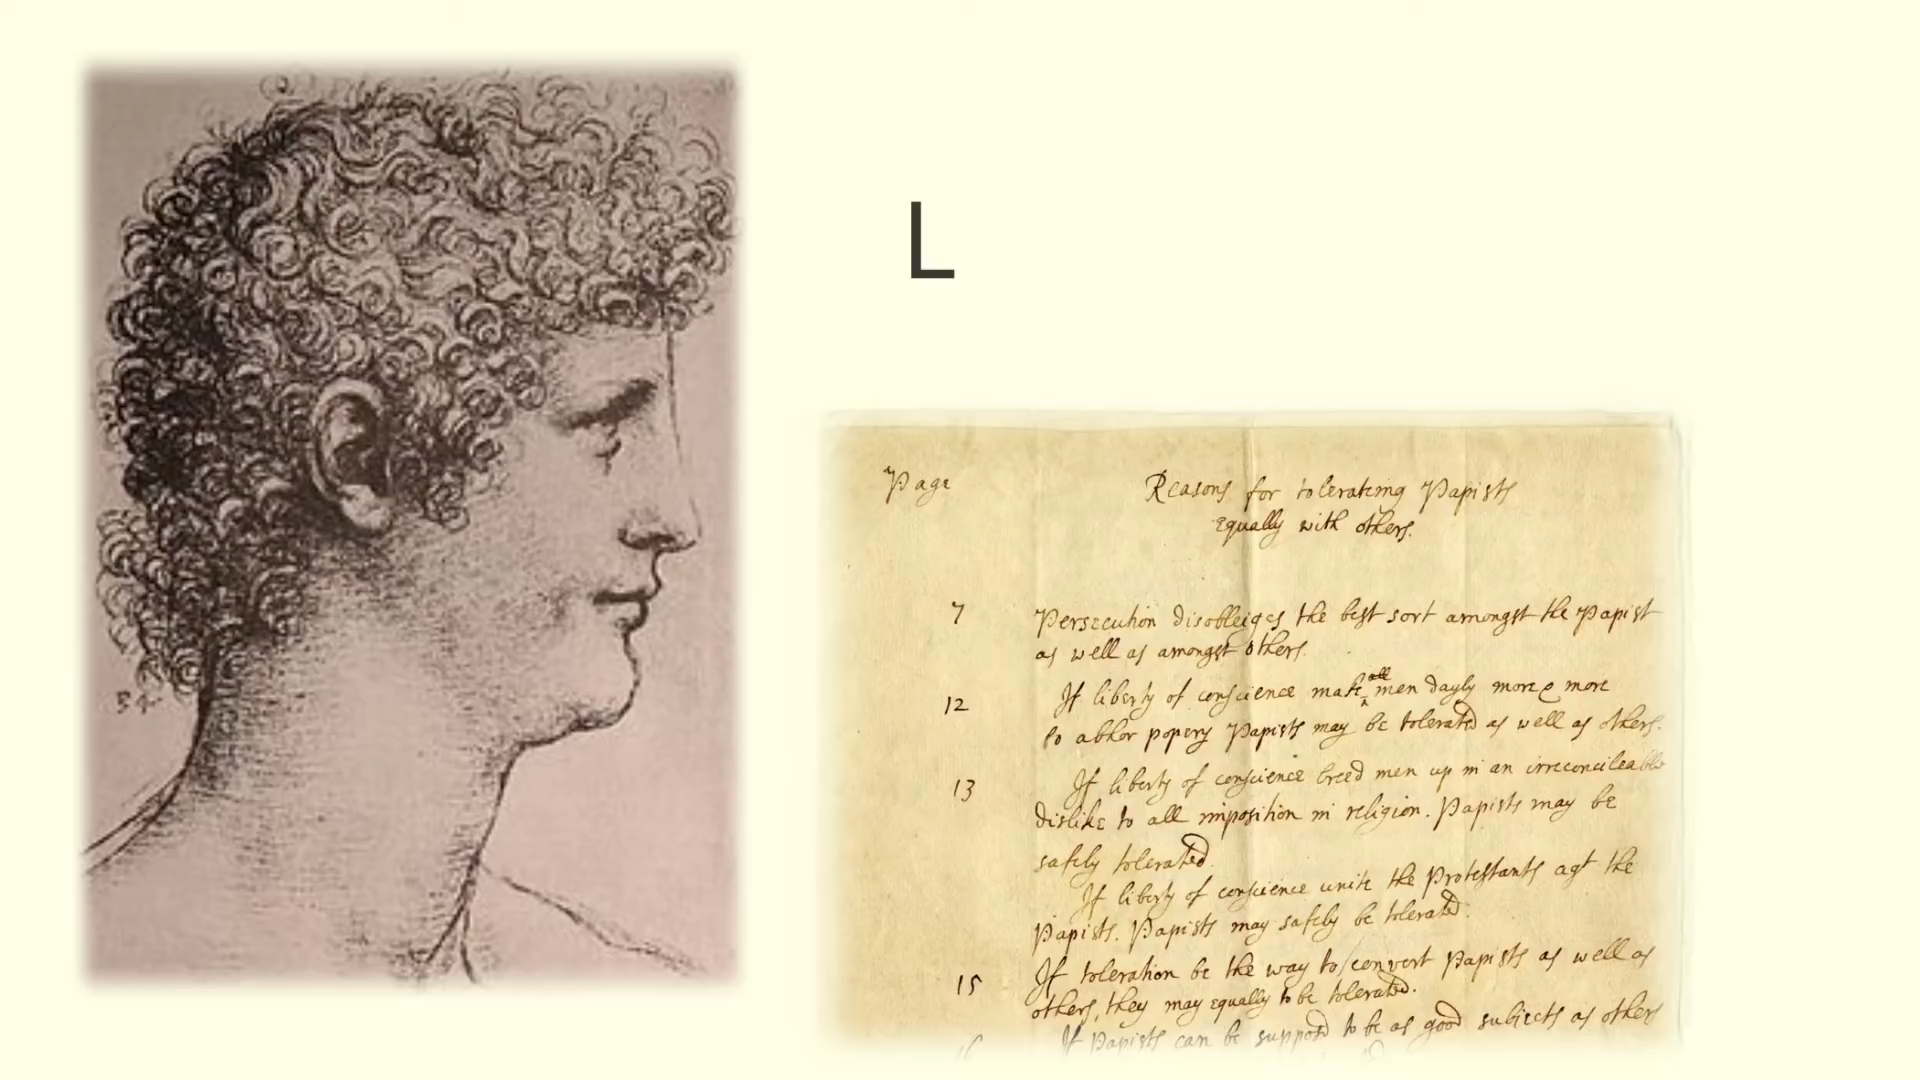 L
Page
Reasons for tolerateing Papists
equally with others.
7
Persecution disobleiges the best sort amongst the Papist
as well as amongst others.
12
If liberty of conscience make all men dayly more & more
to abhor popery Papists may be tolerated as well as others.
13
If liberty of conscience breed men up in an irreconcileable
dislike to all imposition in religion. Papists may be
safely tolerated.
If liberty of conscience unite the Protestants agt the
Papists. Papists may safely be tolerated.
15
If toleration be the way to convert Papists as well as
others, they may equally to be tolerated.
If Papists can be supposd to be as good subiects as others